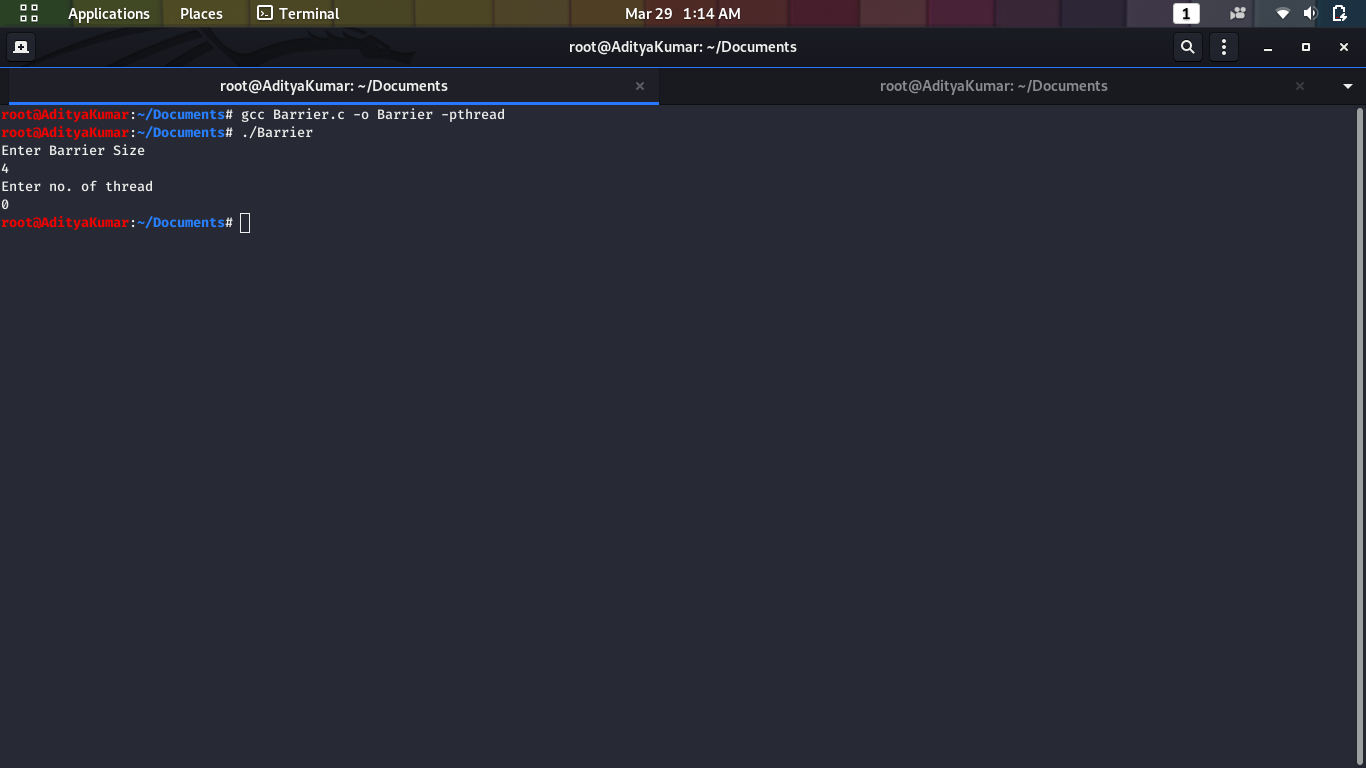 Applications Places Terminal Mar 29 1:14 AM 1
root@AdityaKumar: ~/Documents
root@AdityaKumar: ~/Documents root@AdityaKumar: ~/Documents
root@AdityaKumar:~/Documents# gcc Barrier.c -o Barrier -pthread
root@AdityaKumar:~/Documents# ./Barrier
Enter Barrier Size
4
Enter no. of thread
0
root@AdityaKumar:~/Documents#